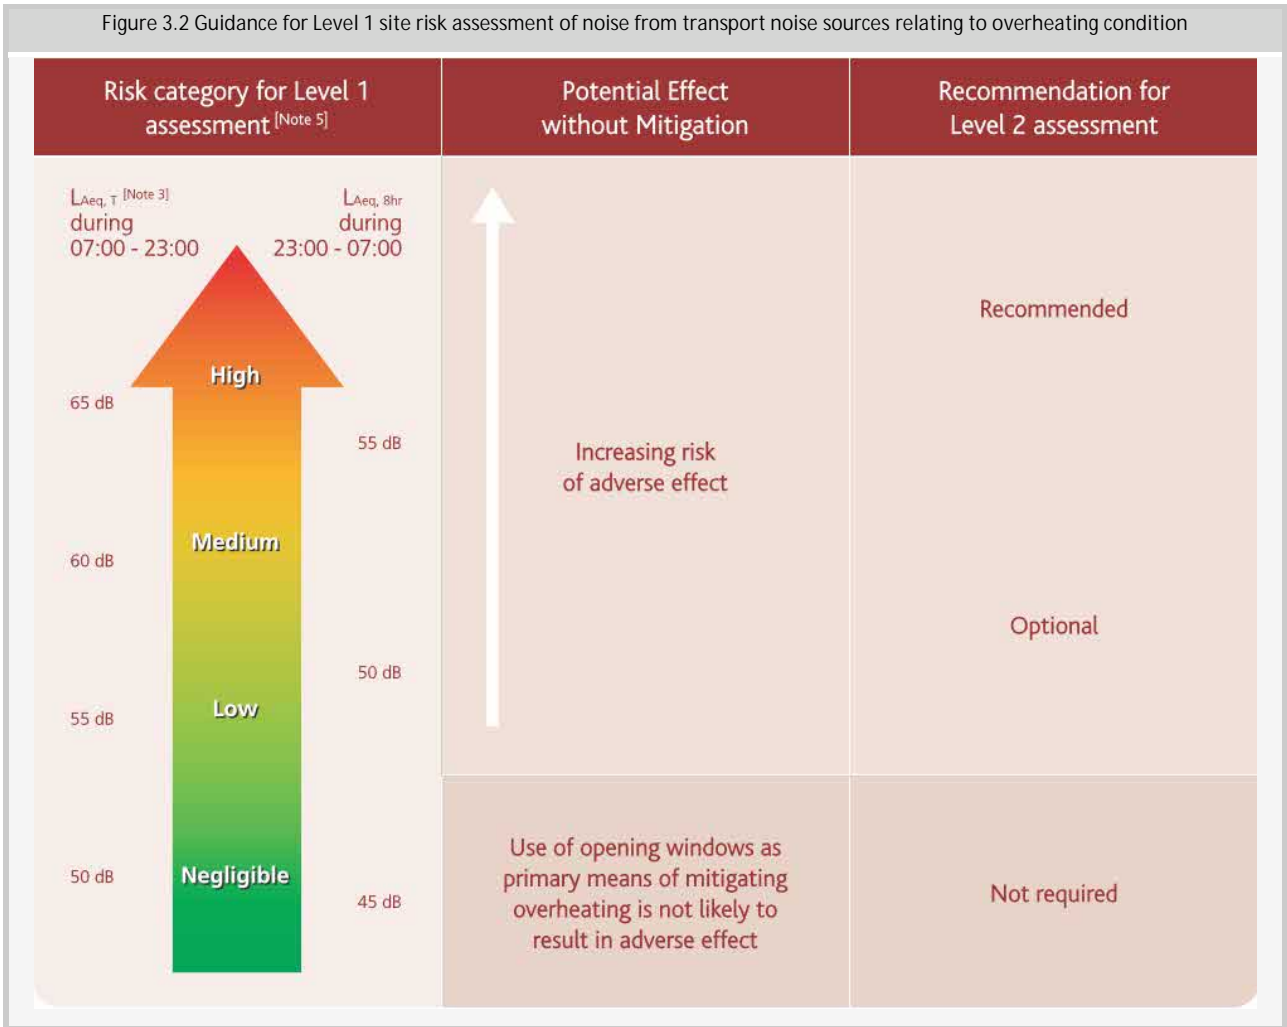 Figure 3.2 Guidance for Level 1 site risk assessment of noise from transport noise sources relating to overheating condition
Risk category for Level 1
assessment [Note 5]
Potential Effect
without Mitigation
Recommendation for
Level 2 assessment
LAeq, T [Note 3]
during
07:00 - 23:00
LAeq, 8hr
during
23:00 - 07:00
Recommended
High
65 dB
55 dB
Increasing risk
of adverse effect
Medium
60 dB
Optional
50 dB
Low
55 dB
Use of opening windows as
primary means of mitigating
overheating is not likely to
result in adverse effect
Negligible
50 dB
45 dB
Not required